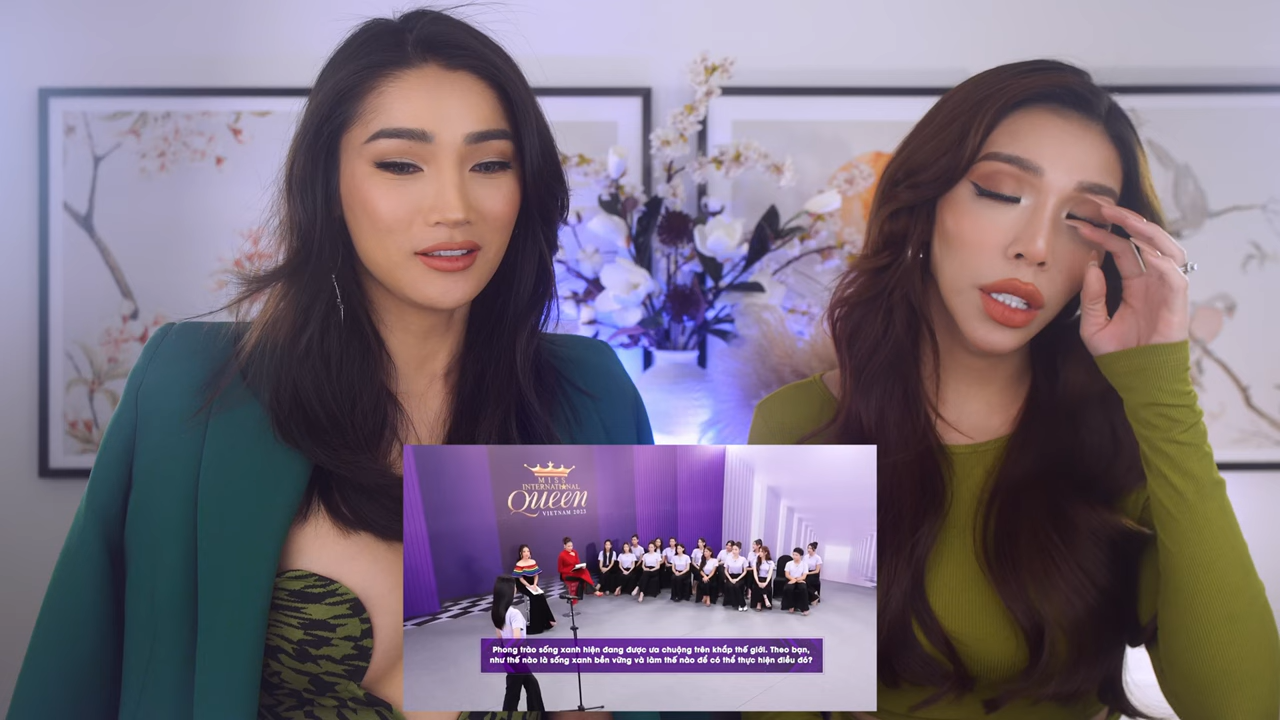 MISS
INTERNATIONAL
Queen
VIETNAM 2023
Phong trào sống xanh hiện đang được ưa chuộng trên khắp thế giới. Theo bạn,
như thế nào là sống xanh bền vững và làm thế nào để có thể thực hiện điều đó?